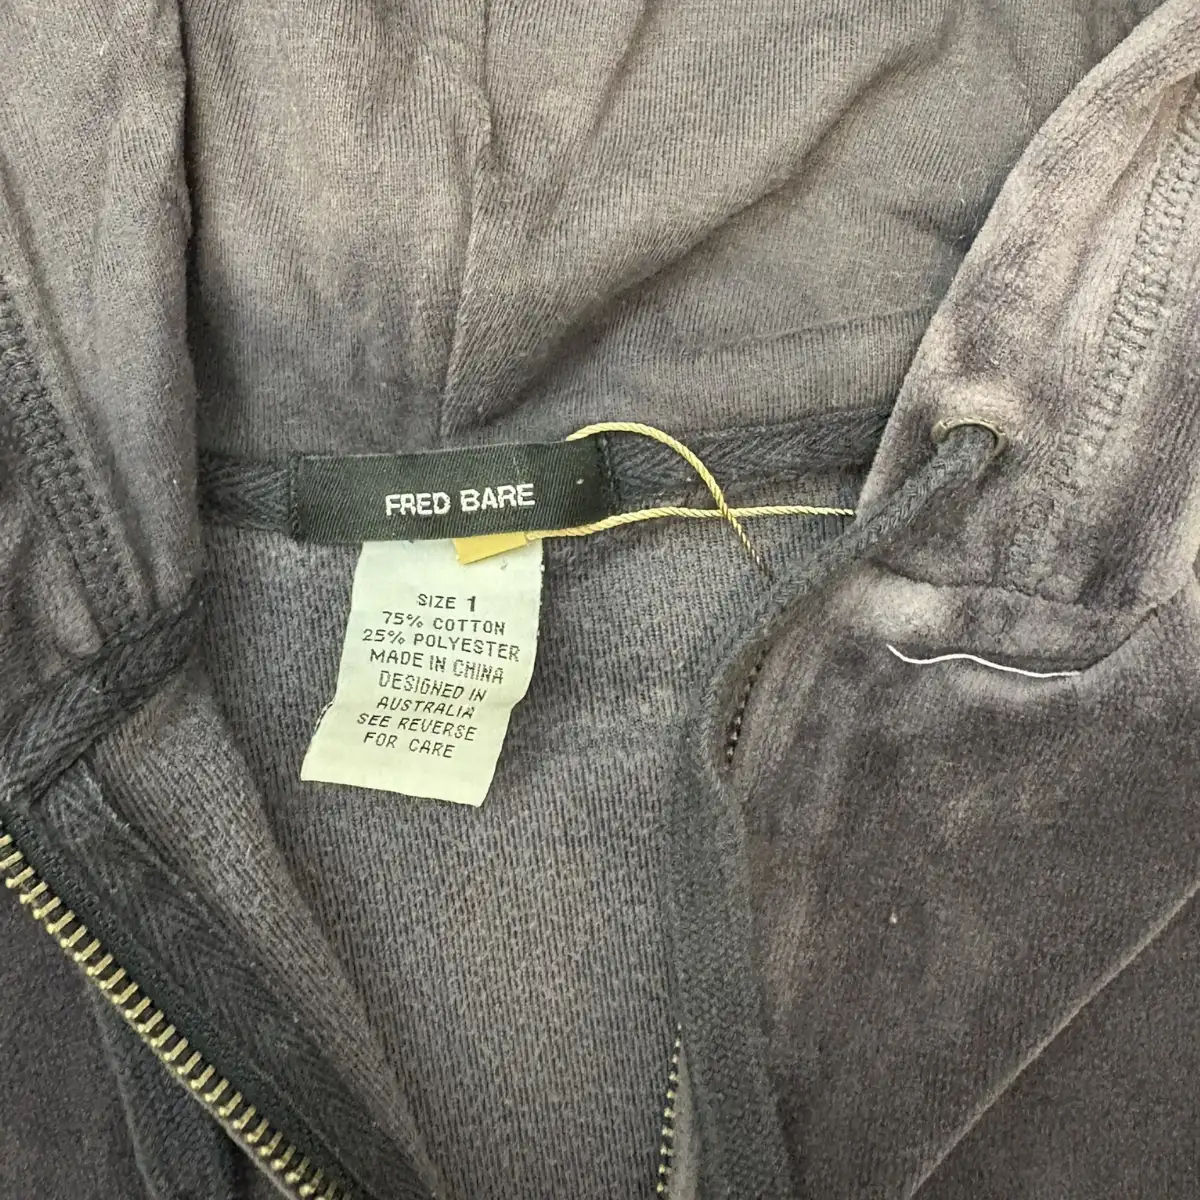 FRED BARE
SIZE 1
75% COTTON
25% POLYESTER
MADE IN CHINA
DESIGNED IN
AUSTRALIA
SEE REVERSE
FOR CARE